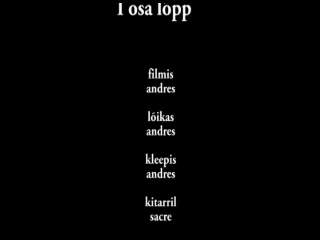 I osa lõpp
filmis
andres
lõikas
andres
kleepis
andres
kitarril
sacre